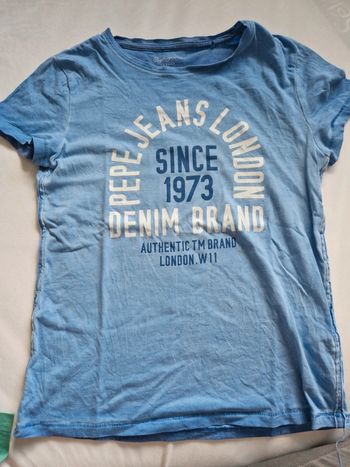 PEPE JEANS LONDON
SINCE
1973
DENIM BRAND
AUTHENTIC TM BRAND
LONDON.W11